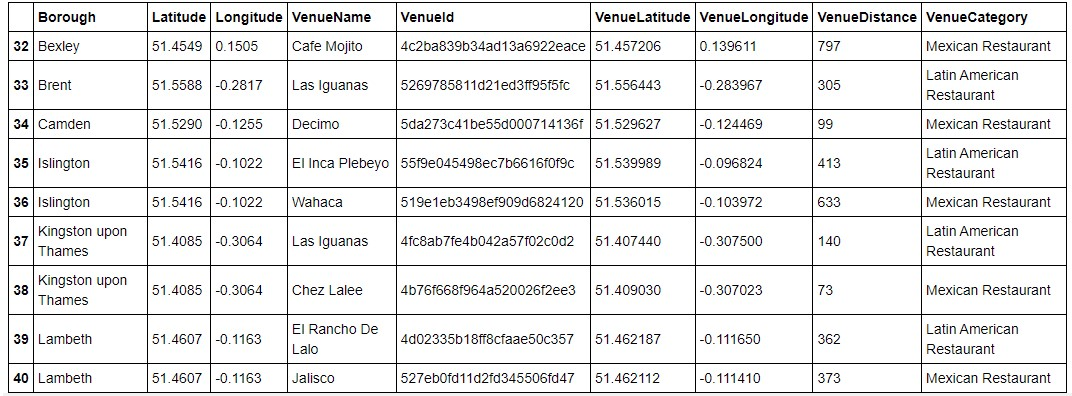 Borough Latitude Longitude VenueName VenueId VenueLatitude VenueLongitude VenueDistance VenueCategory
32 Bexley 51.4549 0.1505 Cafe Mojito 4c2ba839b34ad13a6922eace 51.457206 0.139611 797 Mexican Restaurant
33 Brent 51.5588 -0.2817 Las Iguanas 5269785811d21ed3ff95f5fc 51.556443 -0.283967 305 Latin American
Restaurant
34 Camden 51.5290 -0.1255 Decimo 5da273c41be55d000714136f 51.529627 -0.124469 99 Mexican Restaurant
35 Islington 51.5416 -0.1022 El Inca Plebeyo 55f9e045498ec7b6616f0f9c 51.539989 -0.096824 413 Latin American
Restaurant
36 Islington 51.5416 -0.1022 Wahaca 519e1eb3498ef909d6824120 51.536015 -0.103972 633 Mexican Restaurant
37 Kingston upon
Thames 51.4085 -0.3064 Las Iguanas 4fc8ab7fe4b042a57f02c0d2 51.407440 -0.307500 140 Latin American
Restaurant
38 Kingston upon
Thames 51.4085 -0.3064 Chez Lalee 4b76f668f964a520026f2ee3 51.409030 -0.307023 73 Mexican Restaurant
39 Lambeth 51.4607 -0.1163 El Rancho De
Lalo 4d02335b18ff8cfaae50c357 51.462187 -0.111650 362 Latin American
Restaurant
40 Lambeth 51.4607 -0.1163 Jalisco 527eb0fd11d2fd345506fd47 51.462112 -0.111410 373 Mexican Restaurant